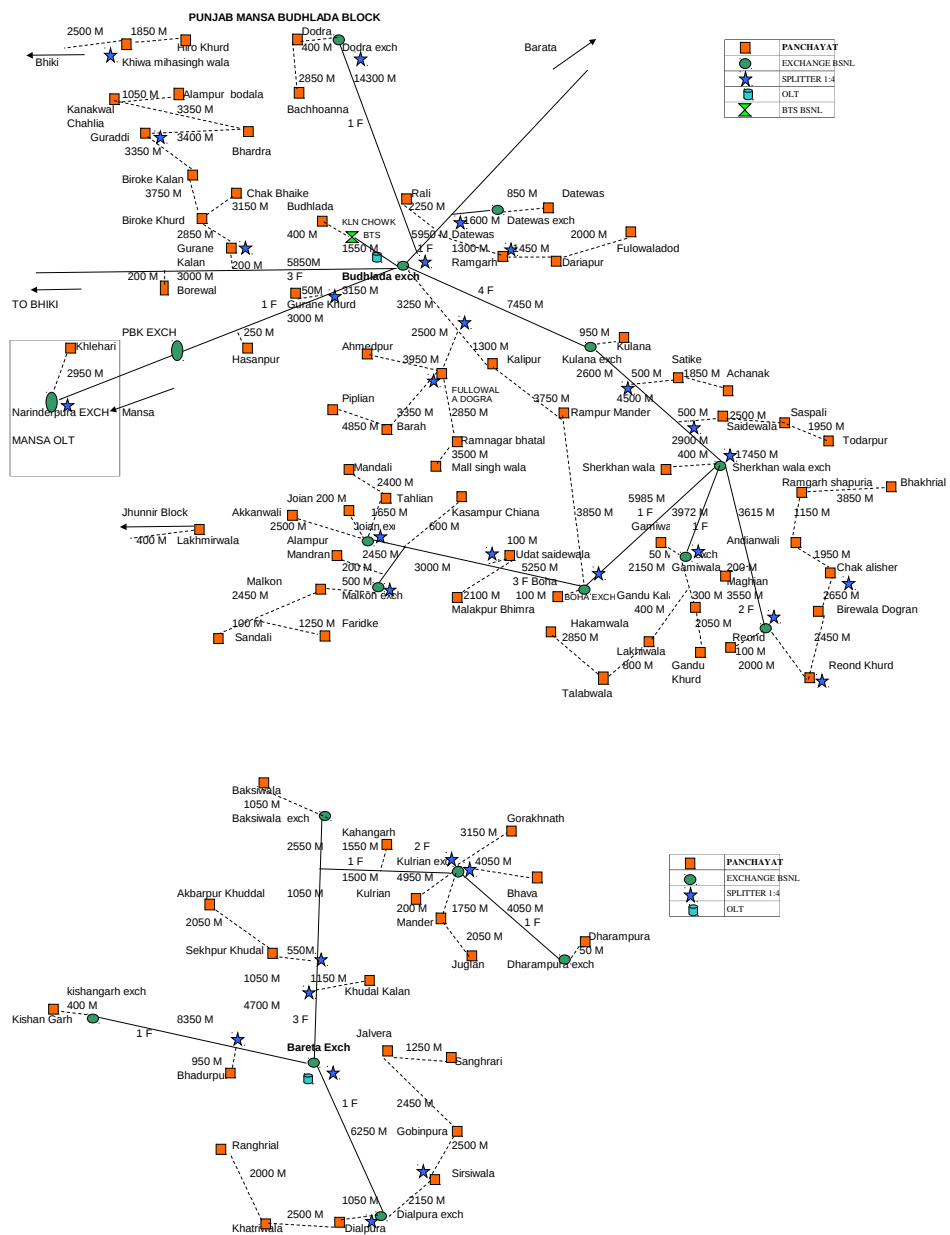 PUNJAB MANSA BUDHLADA BLOCK
2500 M
1850 M
Hiro Khurd
Bhiki
Khiwa mihasingh wala
Dodra
400 M
Dodra exch
2850 M
14300 M
Bachhoanna
1 F
Barata
PANCHAYAT
EXCHANGE BSNL
SPLITTER 1:4
OLT
BTS BSNL
1050 M
Alampur bodala
Kanakwal
Chahlia
3350 M
Guraddi
3400 M
3350 M
Bhardra
Biroke Kalan
3750 M
Chak Bhaike
3150 M
Biroke Khurd
2850 M
Gurane
Kalan
200 M
3000 M
200 M
Borewal
TO BHIKI
Budhlada
400 M
KLN CHOWK
BTS
1550 M
5850M
3 F
Budhlada exch
50M
3150 M
Gurane Khurd
3000 M
1 F
Rali
2250 M
5950 M
1 F
850 M
Datewas
1600 M
Datewas exch
Datewas
1300 M
Ramgarh
1450 M
2000 M
Dariapur
Fulowaladod
4 F
7450 M
3250 M
PBK EXCH
250 M
Hasanpur
Khlehari
2950 M
Narinderpura EXCH
Mansa
MANSA OLT
2500 M
1300 M
Ahmedpur
3950 M
Kalipur
FULLOWAL
A DOGRA
Piplian
3350 M
4850 M
Barah
2850 M
Ramnagar bhatal
3500 M
Mall singh wala
3750 M
Rampur Mander
950 M
Kulana
Kulana exch
2600 M
500 M
Satike
1850 M
Achanak
4500 M
500 M
2500 M
Saidewala
Saspali
1950 M
Todarpur
2900 M
400 M
17450 M
Sherkhan wala
Sherkhan wala exch
Ramgarh shapuria
Bhakhrial
3850 M
1150 M
Mandali
2400 M
Joian
200 M
Tahlian
Akkanwali
2500 M
1650 M
Kasampur Chiana
600 M
Jhunnir Block
400 M
Lakhmirwala
Alampur
Mandran
2450 M
200 M
500 M
3000 M
Malkon
2450 M
Malkon exch
100 M
Sandali
1250 M
Faridke
3850 M
5985 M
1 F
3972 M
1 F
3615 M
100 M
Udat saidewala
5250 M
3 F
Boha
100 M
BOHA EXCH
2100 M
Malakpur Bhimra
50 M
2150 M
Gamiwala
Andianwali
200 M
Maghian
3550 M
2 F
1950 M
Chak alisher
2650 M
Birewala Dogran
2450 M
400 M
300 M
2050 M
Hakamwala
2850 M
Lakhiwala
800 M
Gandu
Khurd
Talabwala
Reond
100 M
2000 M
Reond Khurd
Baksiwala
1050 M
Baksiwala exch
2550 M
Kahangarh
1550 M
1 F
1500 M
2 F
Gorakhnath
3150 M
4050 M
4950 M
Kulrian
200 M
Mander
1750 M
Bhava
4050 M
1 F
2050 M
Juglan
Dharampura
50 M
Dharampura exch
PANCHAYAT
EXCHANGE BSNL
SPLITTER 1:4
OLT
1050 M
Akbarpur Khuddal
2050 M
Sekhpur Khudal
550M
1050 M
1150 M
Khudal Kalan
4700 M
3 F
kishangarh exch
400 M
Kishan Garh
8350 M
1 F
950 M
Bhadurpur
Bareta Exch
Jalvera
1250 M
Sanghrari
1 F
6250 M
2450 M
Gobinpura
2500 M
Sirsiwala
Ranghrial
2000 M
2500 M
1050 M
2150 M
Dialpura exch
Khatriwala
Dialpura